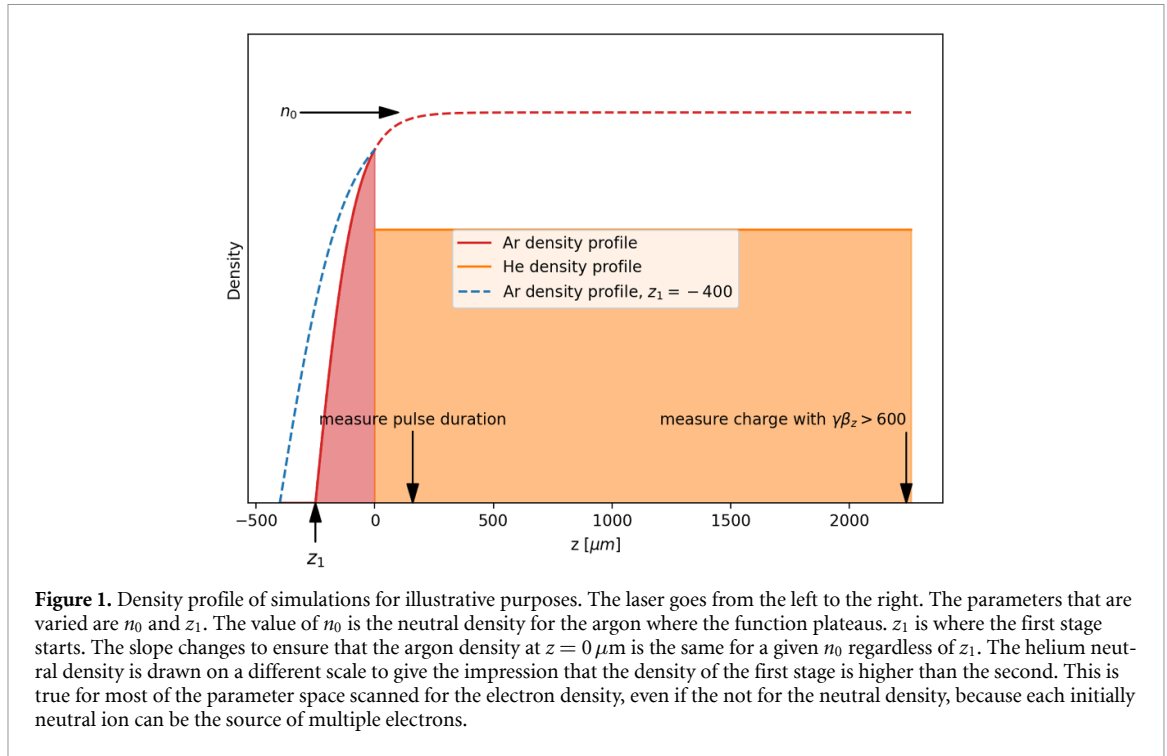 n₀
Density
Ar density profile
He density profile
Ar density profile, z₁ = − 400
measure pulse duration
measure charge with γβ_z > 600
−500 0 500 1000 1500 2000
z [μm]
z₁
Figure 1. Density profile of simulations for illustrative purposes. The laser goes from the left to the right. The parameters that are
varied are n₀ and z₁. The value of n₀ is the neutral density for the argon where the function plateaus. z₁ is where the first stage
starts. The slope changes to ensure that the argon density at z = 0 μm is the same for a given n₀ regardless of z₁. The helium neut-
ral density is drawn on a different scale to give the impression that the density of the first stage is higher than the second. This is
true for most of the parameter space scanned for the electron density, even if the not for the neutral density, because each initially
neutral ion can be the source of multiple electrons.